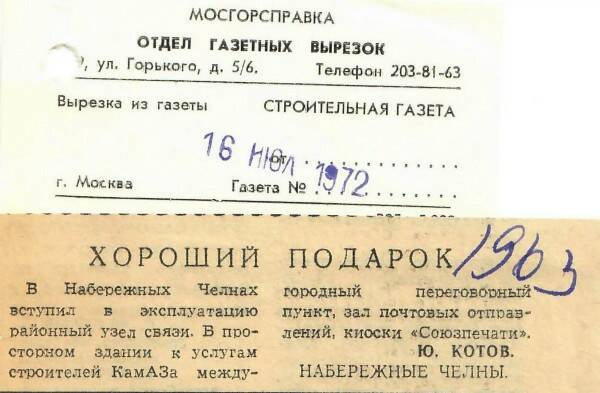 МОСГОРСПРАВКА
ОТДЕЛ ГАЗЕТНЫХ ВЫРЕЗОК
ул. Горького, д. 5/6. Телефон 203-81-63
Вырезка из газеты СТРОИТЕЛЬНАЯ ГАЗЕТА
16 ИЮЛ 1972
от
г. Москва Газета №
ХОРОШИЙ ПОДАРОК
1963
В Набережных Челнах
вступил в эксплуатацию
районный узел связи. В про-
сторном здании к услугам
строителей КамАЗа между-
городный переговорный
пункт, зал почтовых отправ-
лений, киоски «Союзпечати».
Ю. КОТОВ.
НАБЕРЕЖНЫЕ ЧЕЛНЫ.